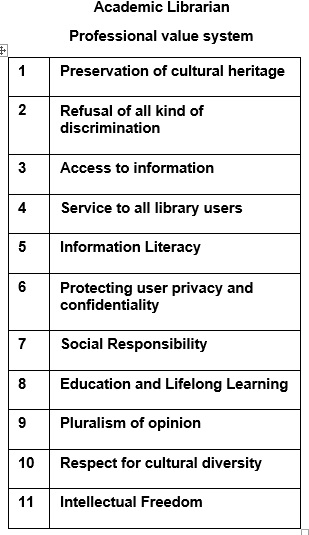 Academic Librarian
Professional value system
1 Preservation of cultural heritage
2 Refusal of all kind of
discrimination
3 Access to information
4 Service to all library users
5 Information Literacy
6 Protecting user privacy and
confidentiality
7 Social Responsibility
8 Education and Lifelong Learning
9 Pluralism of opinion
10 Respect for cultural diversity
11 Intellectual Freedom